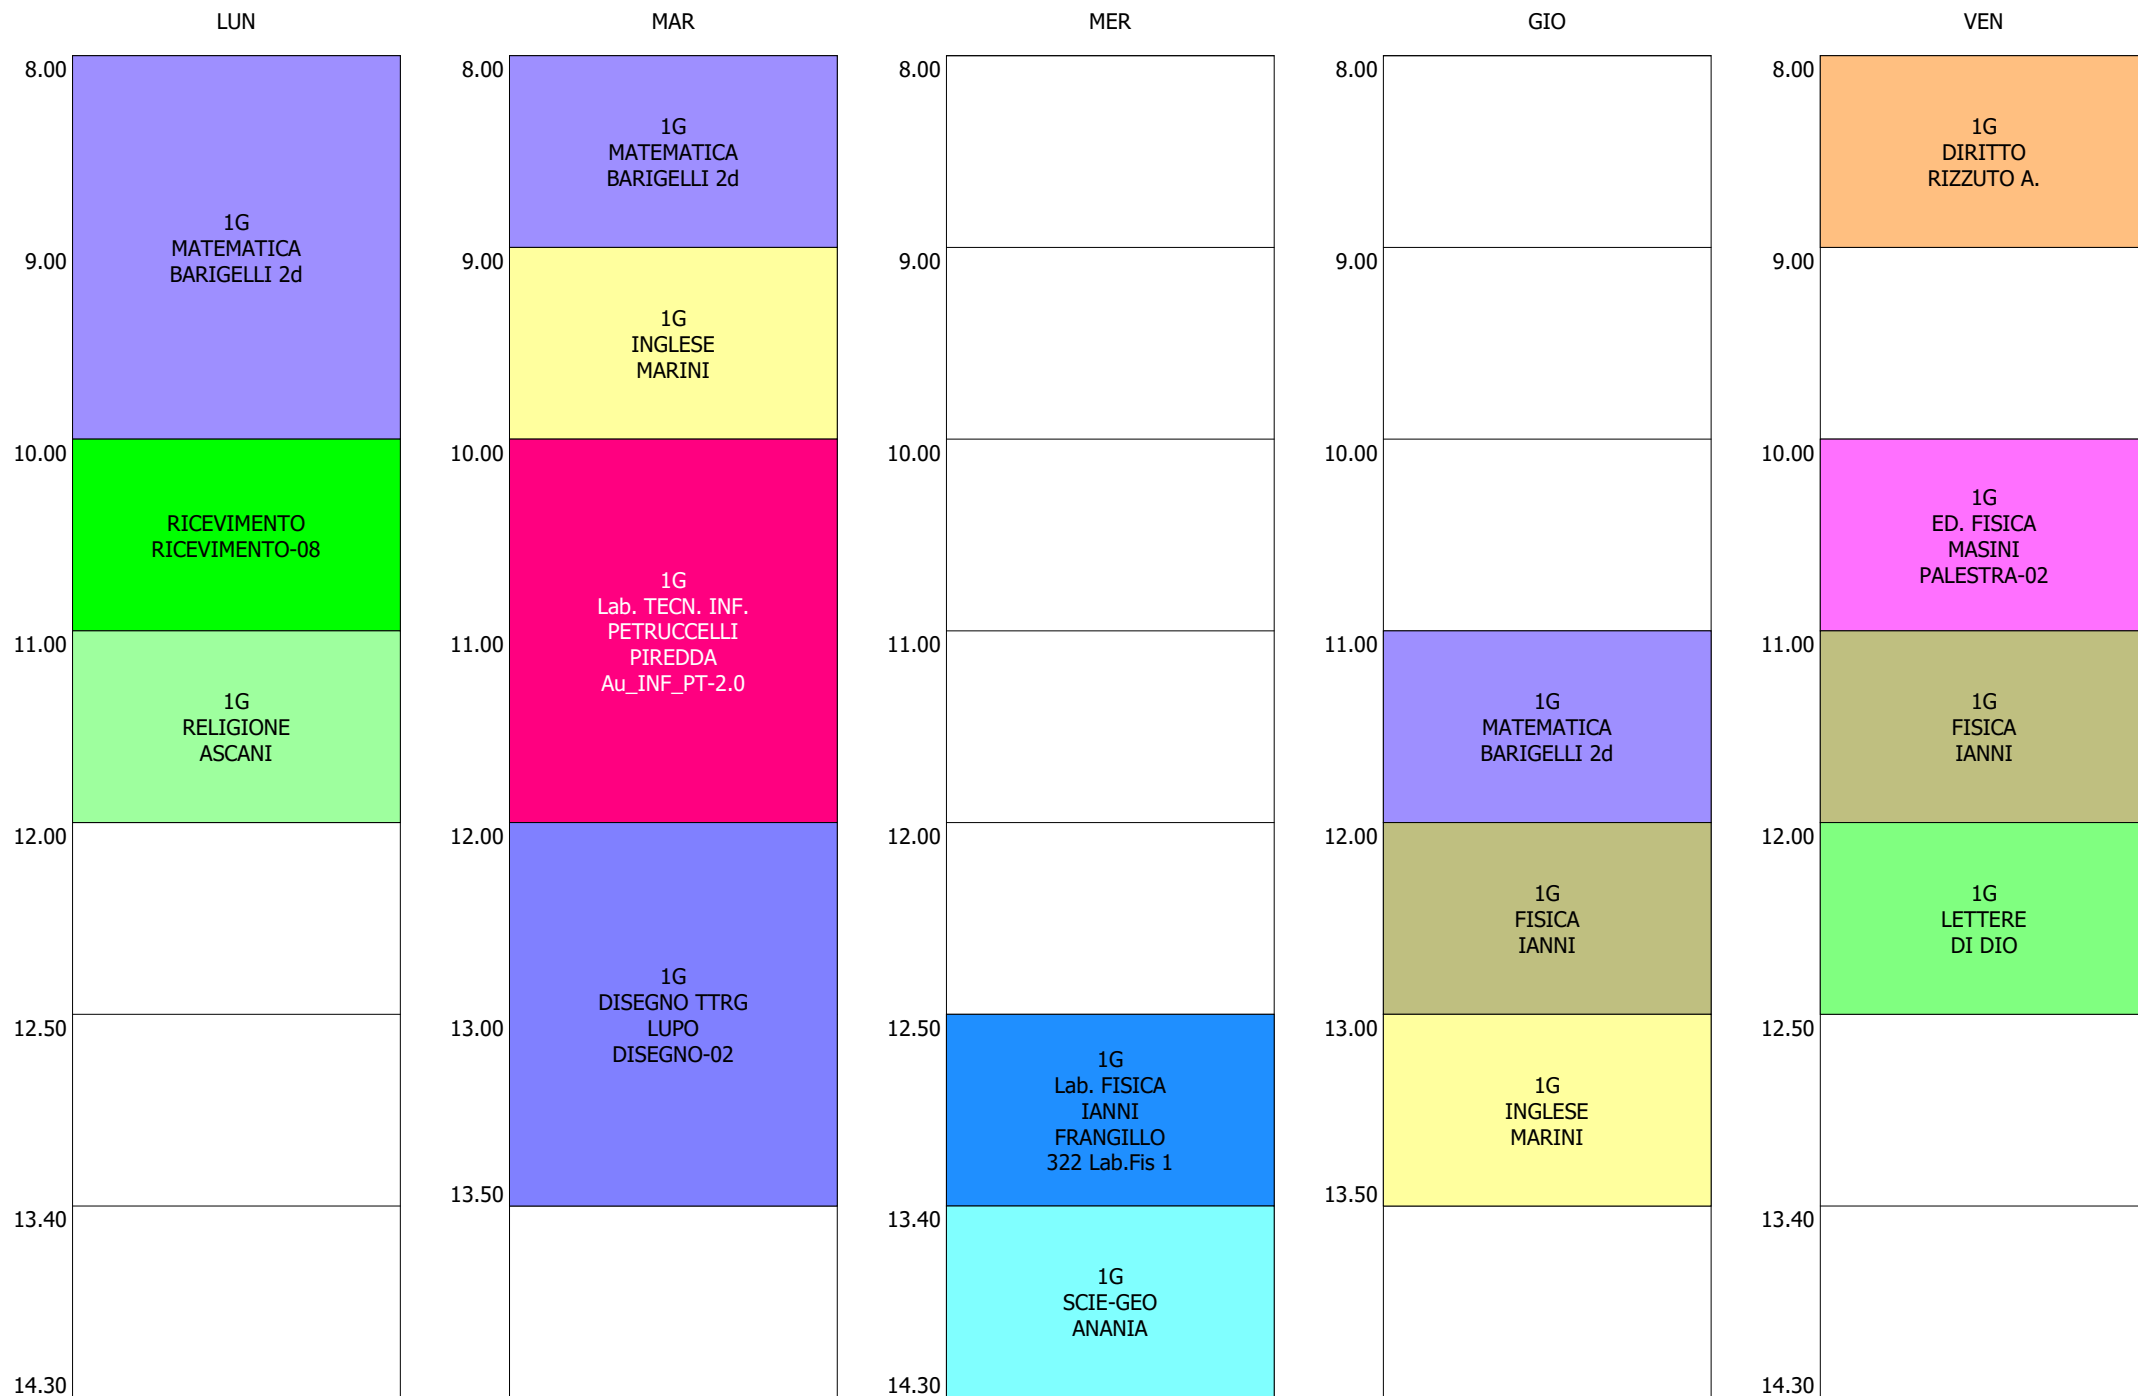 LUN
8.00
1G
MATEMATICA
BARIGELLI 2d
9.00
10.00
RICEVIMENTO
RICEVIMENTO-08
11.00
1G
RELIGIONE
ASCANI
12.00
12.50
13.40
14.30
MAR
8.00
1G
MATEMATICA
BARIGELLI 2d
9.00
1G
INGLESE
MARINI
10.00
1G
Lab. TECN. INF.
PETRUCCELLI
11.00
PIREDDA
Au_INF_PT-2.0
12.00
1G
DISEGNO TTRG
LUPO
13.00
DISEGNO-02
13.50
MER
8.00
9.00
10.00
11.00
12.00
12.50
1G
Lab. FISICA
IANNI
FRANGILLO
322 Lab.Fis 1
13.40
1G
SCIE-GEO
ANANIA
14.30
GIO
8.00
9.00
10.00
11.00
1G
MATEMATICA
BARIGELLI 2d
12.00
1G
FISICA
IANNI
13.00
1G
INGLESE
MARINI
13.50
VEN
8.00
1G
DIRITTO
RIZZUTO A.
9.00
10.00
1G
ED. FISICA
MASINI
PALESTRA-02
11.00
1G
FISICA
IANNI
12.00
1G
LETTERE
DI DIO
12.50
13.40
14.30